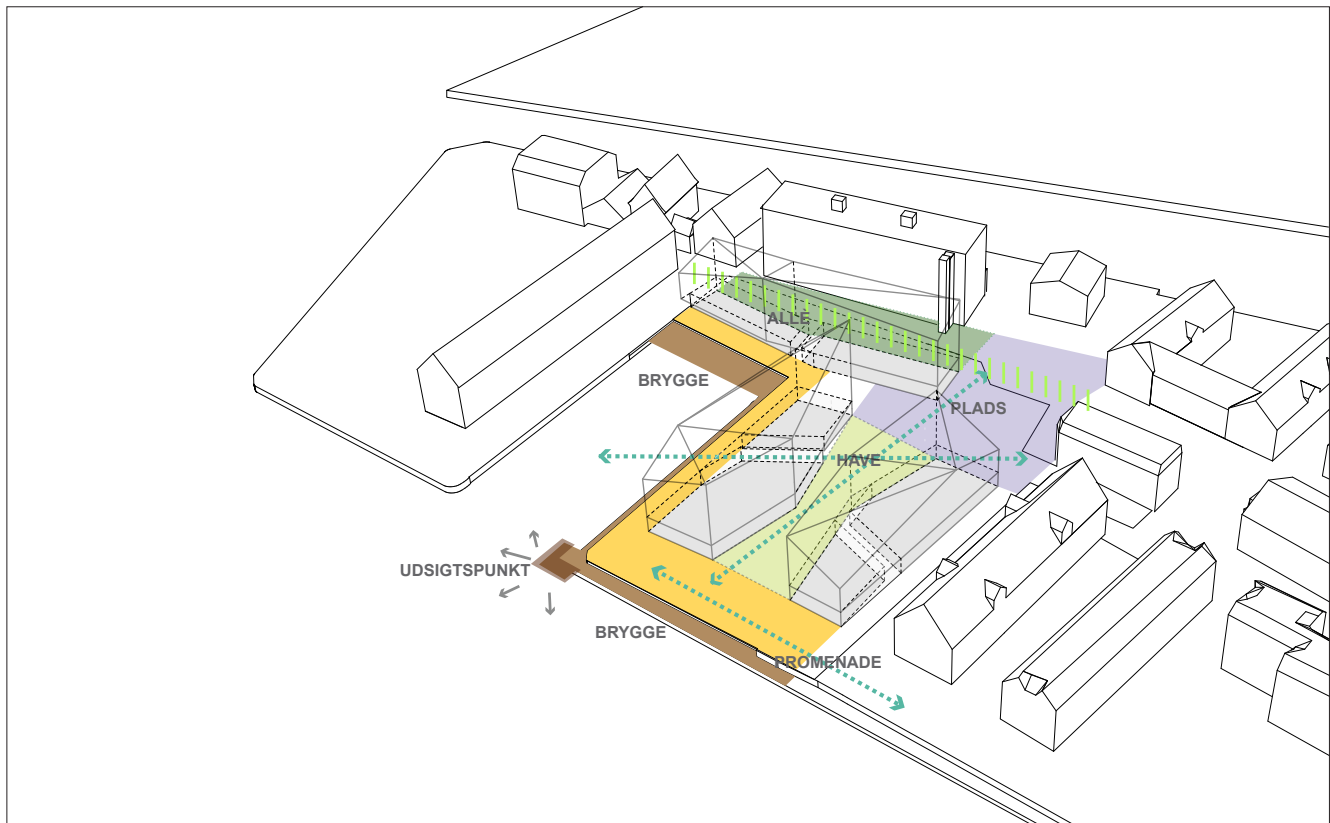 ALLE
BRYGGE
PLADS
HAVE
UDSIGTSPUNKT
BRYGGE
PROMENADE